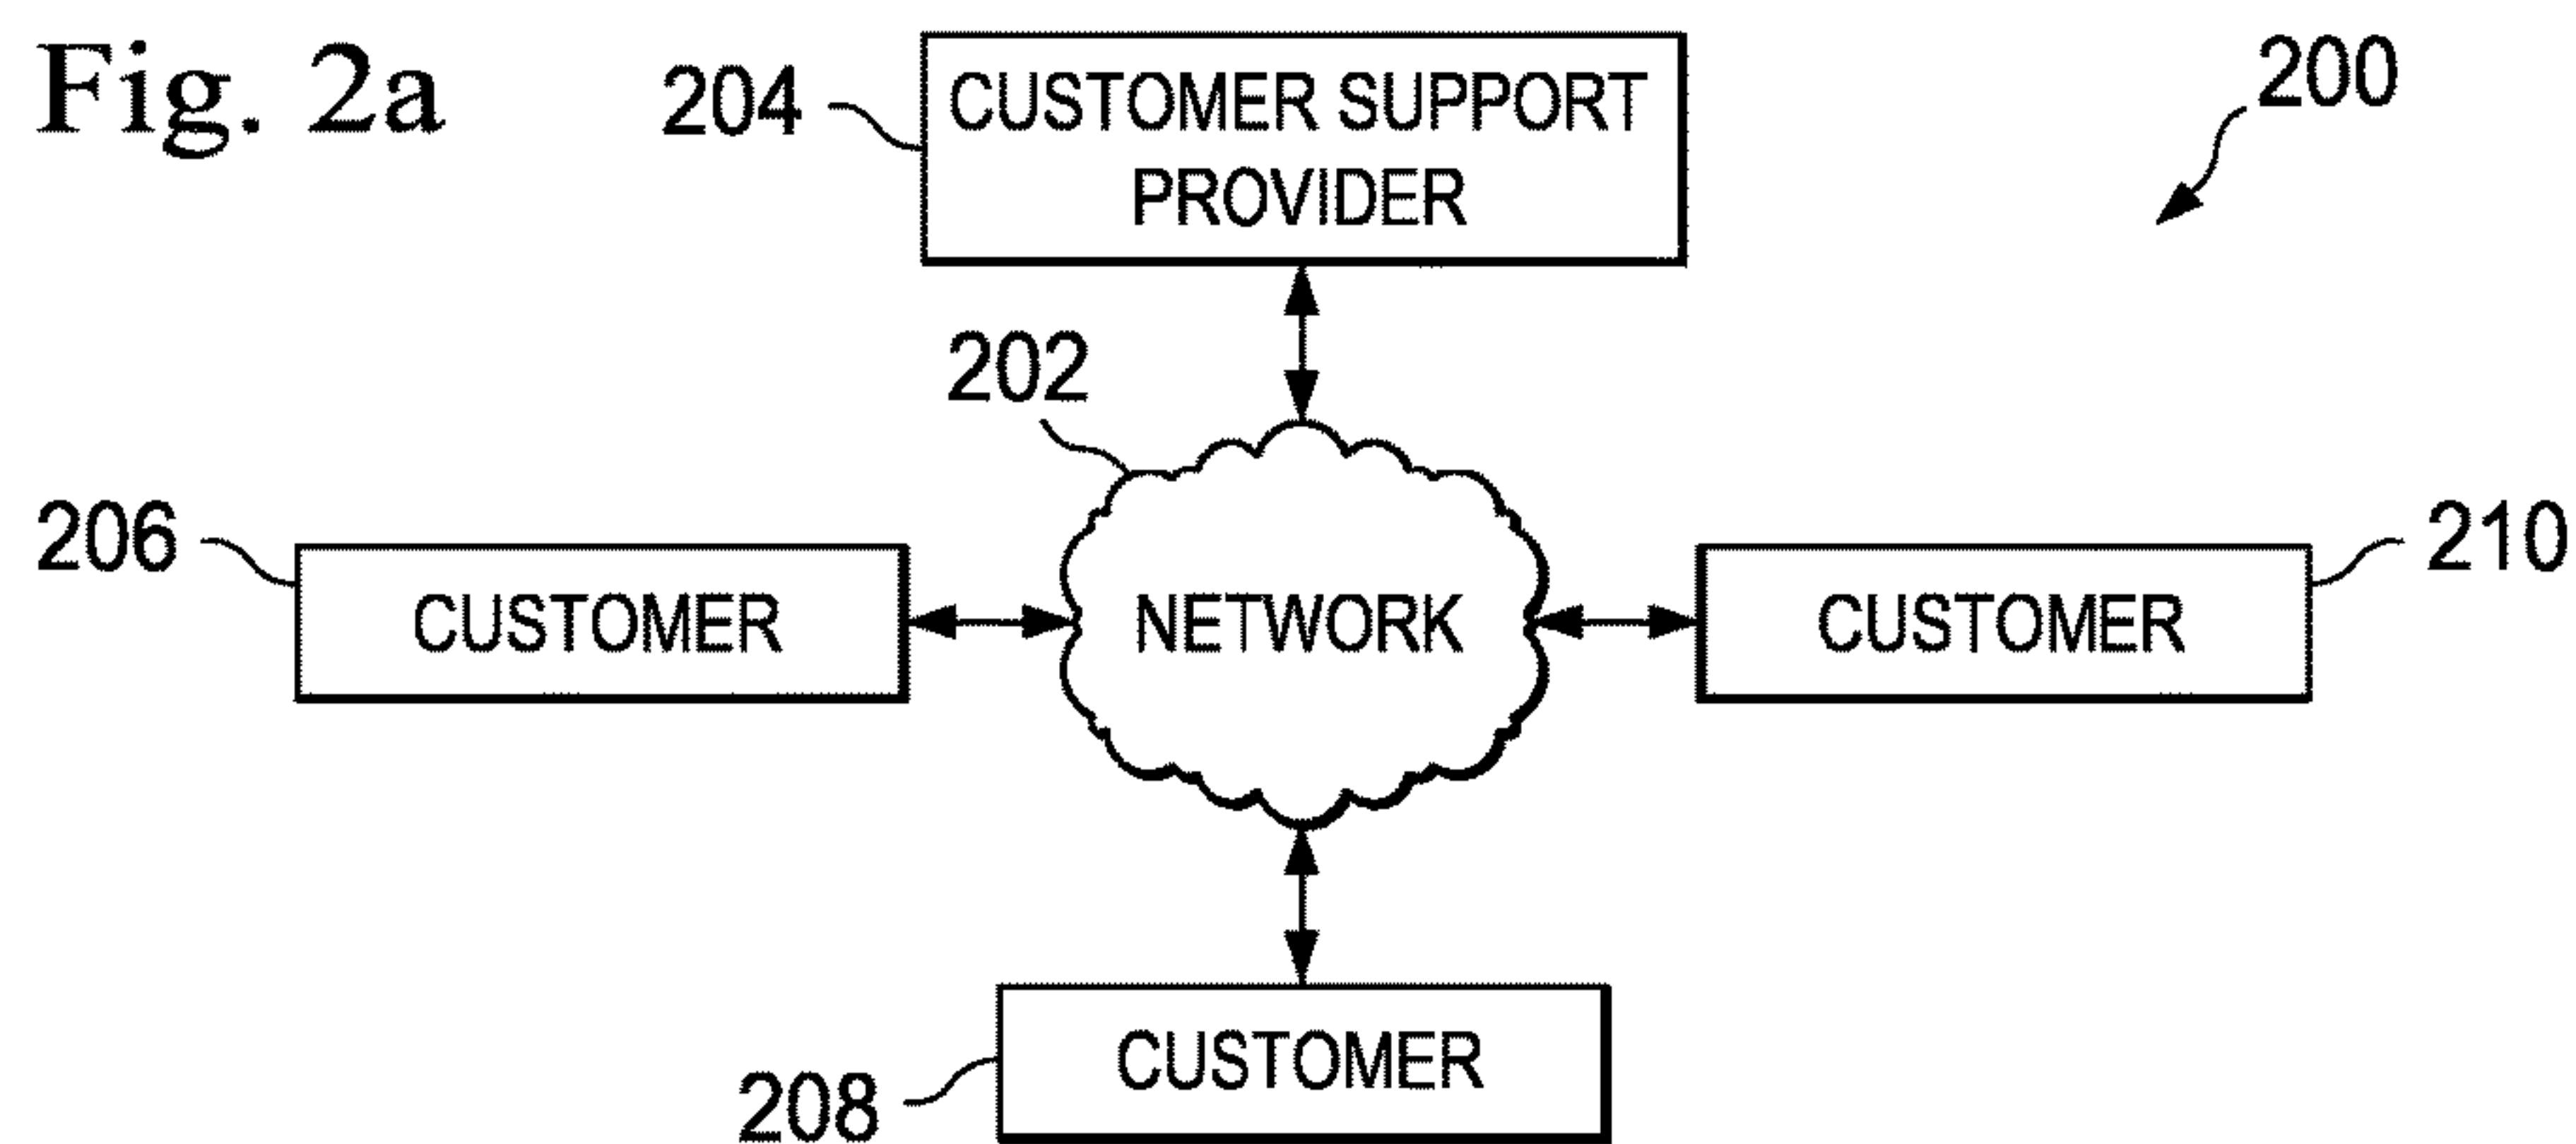 Fig. 2a
204
CUSTOMER SUPPORT
PROVIDER
200
202
206
CUSTOMER
NETWORK
CUSTOMER
210
CUSTOMER
208